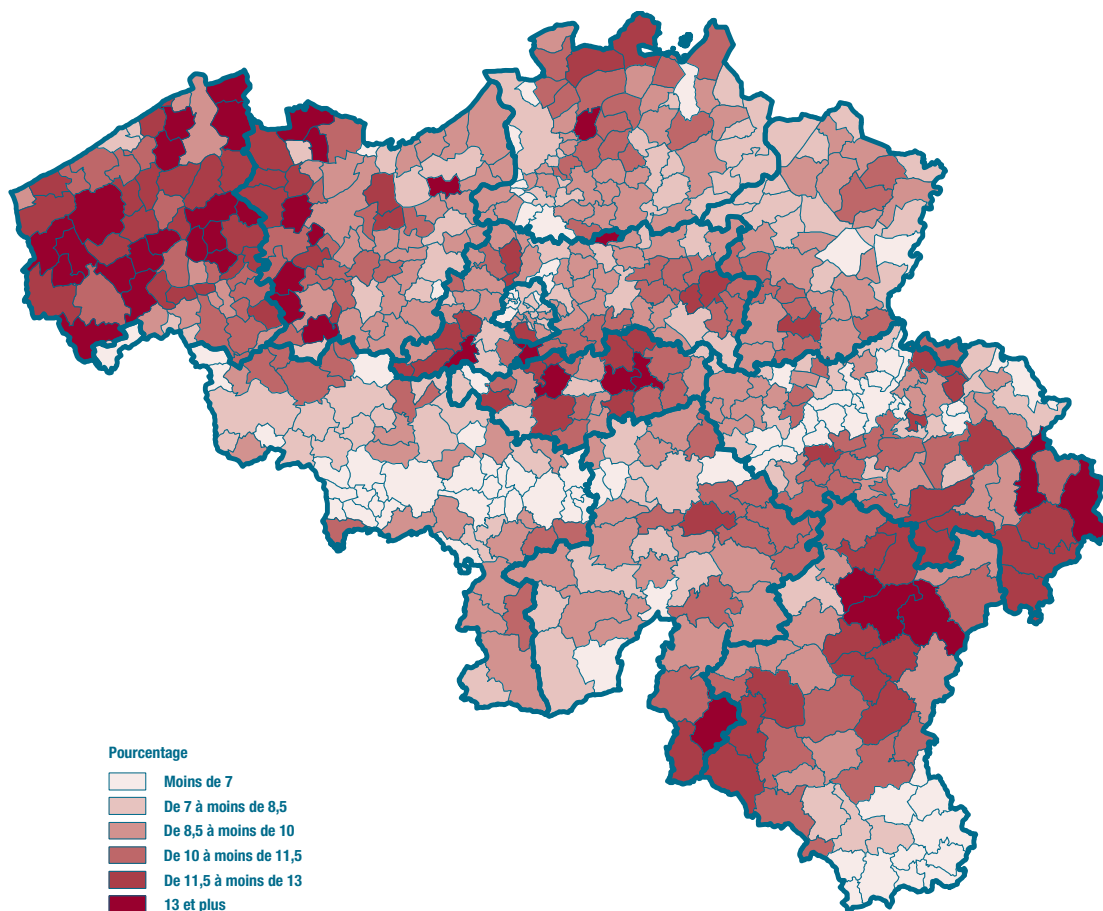 Pourcentage
Moins de 7
De 7 à moins de 8,5
De 8,5 à moins de 10
De 10 à moins de 11,5
De 11,5 à moins de 13
13 et plus